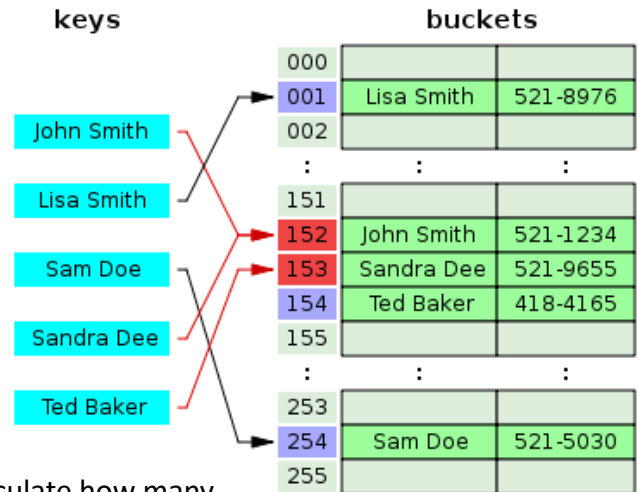 keys
buckets
000
001 Lisa Smith 521-8976
002
: : :
151
152 John Smith 521-1234
153 Sandra Dee 521-9655
154 Ted Baker 418-4165
155
: : :
253
254 Sam Doe 521-5030
255
John Smith
Lisa Smith
Sam Doe
Sandra Dee
Ted Baker
how many